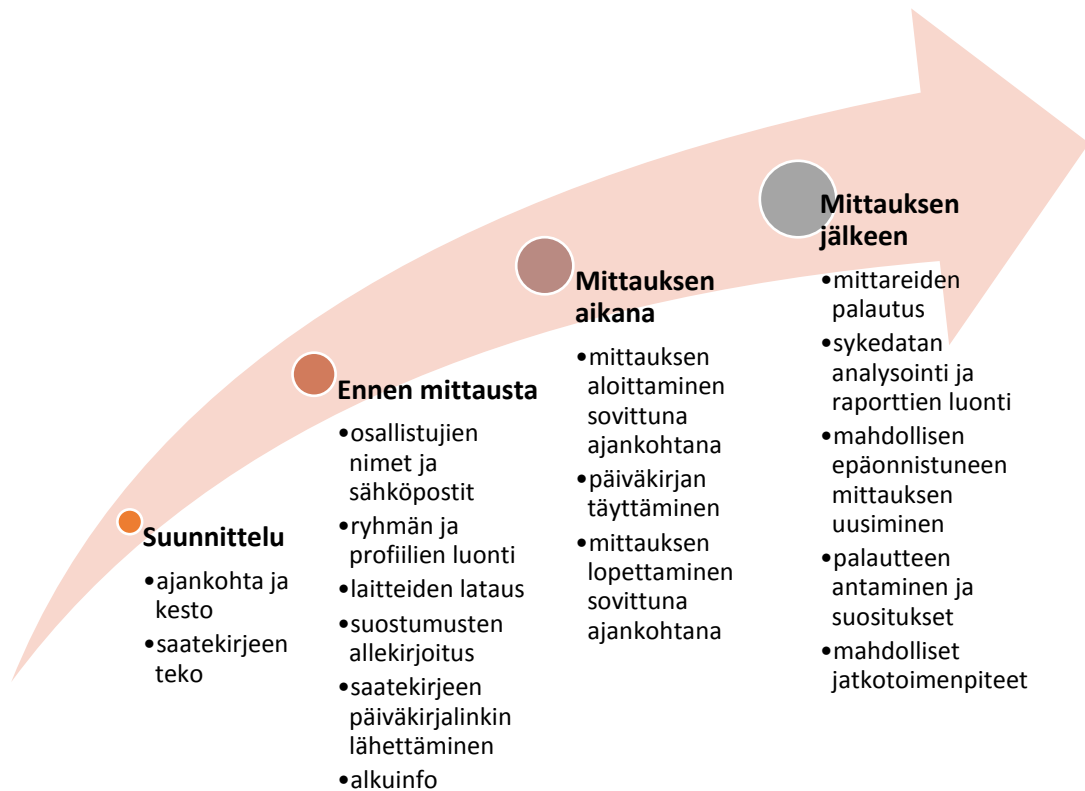 Suunnittelu
•ajankohta ja
kesto
•saatekirjeen
teko
Ennen mittausta
•osallistujien
nimet ja
sähköpostit
•ryhmän ja
profiilien luonti
•laitteiden lataus
•suostumusten
allekirjoitus
•saatekirjeen
päiväkirjalinkin
lähettäminen
•alkuinfo
Mittauksen
aikana
•mittauksen
aloittaminen
sovittuna
ajankohtana
•päiväkirjan
täyttäminen
•mittauksen
lopettaminen
sovittuna
ajankohtana
Mittauksen
jälkeen
•mittareiden
palautus
•sykedatan
analysointi ja
raporttien luonti
•mahdollisen
epäonnistuneen
mittauksen
uusiminen
•palautteen
antaminen ja
suositukset
•mahdolliset
jatkotoimenpiteet